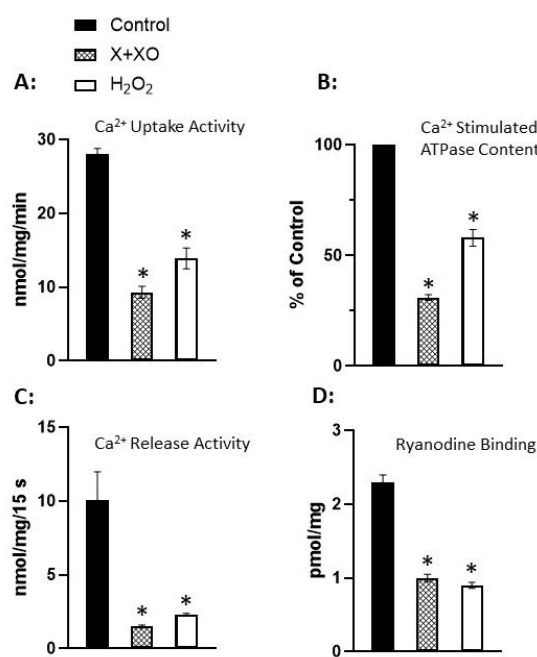 Control
X+XO
H₂O₂
A:
Ca²⁺ Uptake Activity
nmol/mg/min
30
20
10
0
*
*
B:
Ca²⁺ Stimulated
ATPase Content
% of Control
100
50
0
*
*
C:
Ca²⁺ Release Activity
nmol/mg/15 s
15
10
5
0
*
*
D:
Ryanodine Binding
pmol/mg
3
2
1
0
*
*